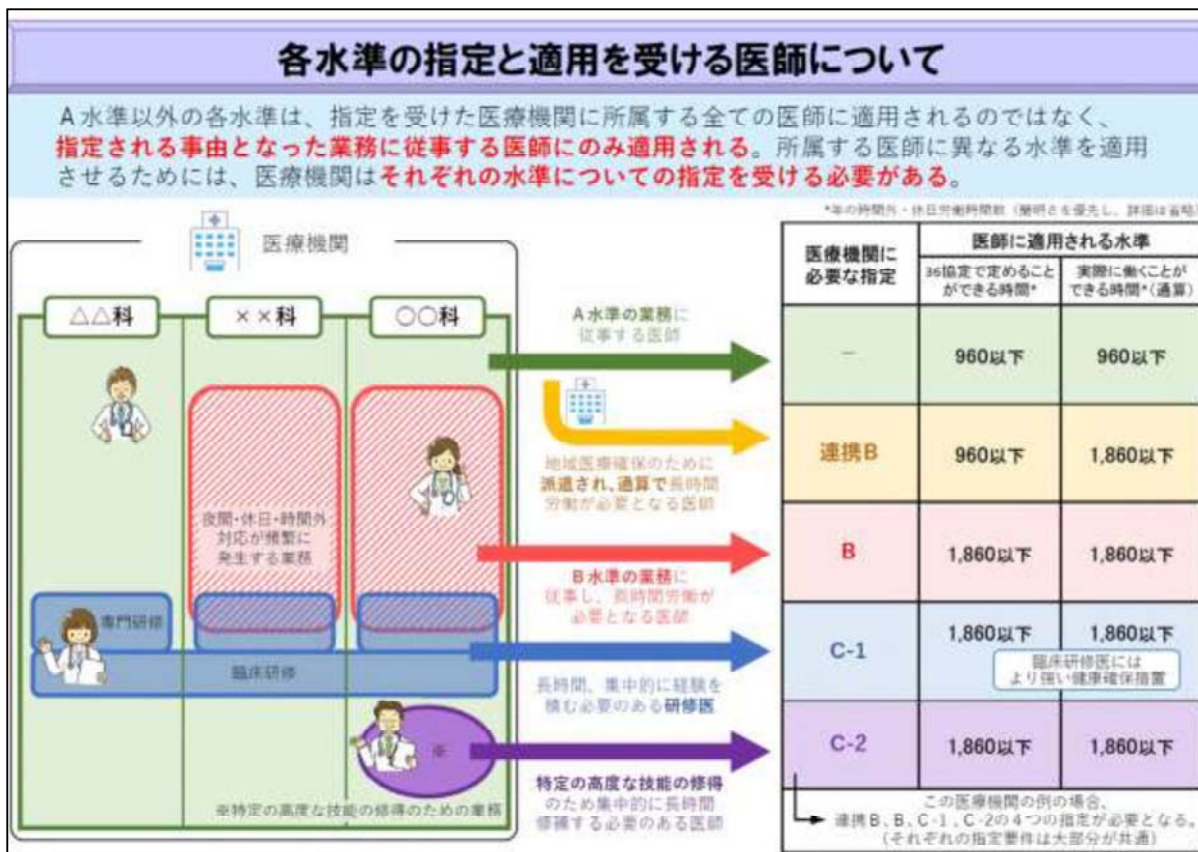 各水準の指定と適用を受ける医師について
A水準以外の各水準は、指定を受けた医療機関に所属する全ての医師に適用されるのではなく、
指定される事由となった業務に従事する医師にのみ適用される。所属する医師に異なる水準を適用
させるためには、医療機関はそれぞれの水準についての指定を受ける必要がある。
*年の時間外・休日労働時間数(簡明さを優先し、詳細は省略
医療機関
△△科
××科
○○科
夜間・休日・時間外
対応が頻繁に
発生する業務
専門研修
臨床研修
※
※特定の高度な技能の修得のための業務
A水準の業務に
従事する医師
地域医療確保のために
派遣され、通算で長時間
労働が必要となる医師
B水準の業務に
従事し、長時間労働が
必要となる医師
長時間、集中的に経験を
積む必要のある研修医
特定の高度な技能の修得
のため集中的に長時間
修練する必要のある医師
医療機関に
必要な指定
医師に適用される水準
36協定で定めること
ができる時間*
実際に働くことが
できる時間*(通算)
－
960以下
960以下
連携B
960以下
1,860以下
B
1,860以下
1,860以下
C-1
1,860以下
1,860以下
臨床研修医には
より強い健康確保措置
C-2
1,860以下
1,860以下
この医療機関の例の場合、
連携B、B、C-1、C-2の4つの指定が必要となる。
(それぞれの指定要件は大部分が共通)